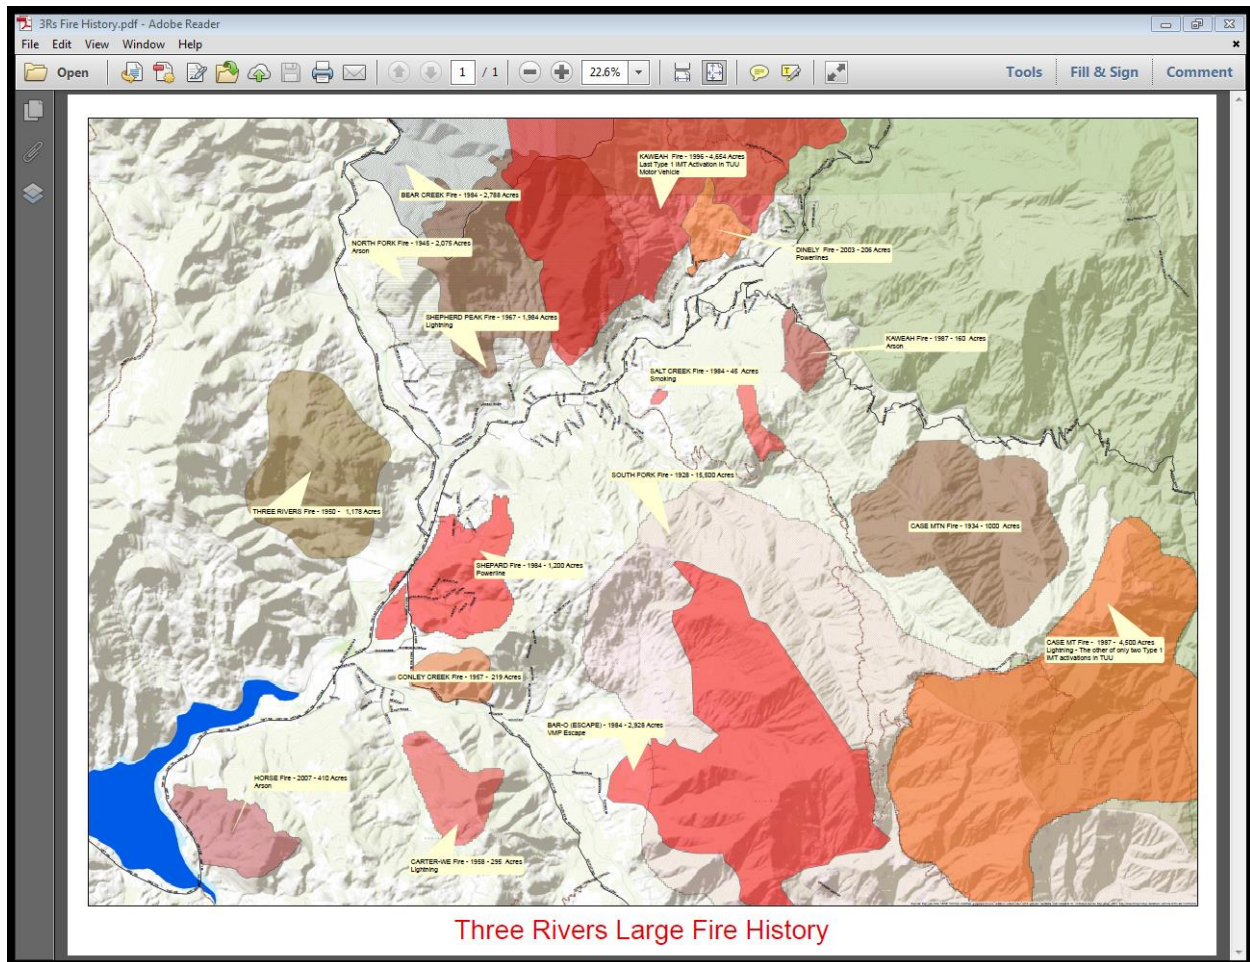 3Rs Fire History.pdf - Adobe Reader
File Edit View Window Help
Open 1 / 1 22.6% Tools Fill & Sign Comment
KAWEAH Fire - 1996 - 4,654 Acres
Last Type 1 IMT Activation in TUU
Motor Vehicle
BEAR CREEK Fire - 1984 - 2,788 Acres
NORTH FORK Fire - 1945 - 2,075 Acres
Arson
DINELY Fire - 2003 - 206 Acres
Powerlines
SHEPHERD PEAK Fire - 1967 - 1,984 Acres
Lightning
KAWEAH Fire - 1987 - 160 Acres
Arson
SALT CREEK Fire - 1984 - 46 Acres
Smoking
SOUTH FORK Fire - 1928 - 15,500 Acres
THREE RIVERS Fire - 1950 - 1,178 Acres
CASE MTN Fire - 1934 - 1000 Acres
SHEPARD Fire - 1984 - 1,200 Acres
Powerline
CASE MT Fire - 1987 - 4,500 Acres
Lightning - The other of only two Type 1
IMT activations in TUU
CONLEY CREEK Fire - 1957 - 219 Acres
BAR-O (ESCAPE) - 1984 - 2,928 Acres
VMP Escape
HORSE Fire - 2007 - 410 Acres
Arson
CARTER-WE Fire - 1958 - 295 Acres
Lightning
Three Rivers Large Fire History